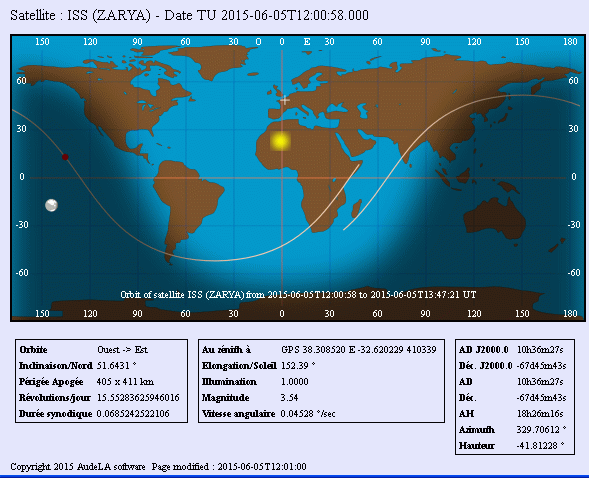 Satellite : ISS (ZARYA) - Date TU 2015-06-05T12:00:58.000
150 120 90 60 30 O 0 E 30 60 90 120 150 180
60 60
30 30
0 0
-30 -30
-60 -60
Orbit of satellite ISS (ZARYA) from 2015-06-05T12:00:58 to 2015-06-05T13:47:21 UT
150 120 90 60 30 0 30 60 90 120 150 180
Orbite Ouest -> Est
Inclinaison/Nord 51.6431 °
Périgée Apogée 405 x 411 km
Révolutions/jour 15.55283625946016
Durée synodique 0.0685242522106
Au zénith à GPS 38.308520 E -32.620229 410339
Elongation/Soleil 152.39 °
Illumination 1.0000
Magnitude 3.54
Vitesse angulaire 0.04528 °/sec
AD J2000.0 10h36m27s
Déc. J2000.0 -67d45m43s
AD 10h36m27s
Déc. -67d45m43s
AH 18h26m16s
Azimuth 329.70612 °
Hauteur -41.81228 °
Copyright 2015 AudeLA software Page modified : 2015-06-05T12:01:00